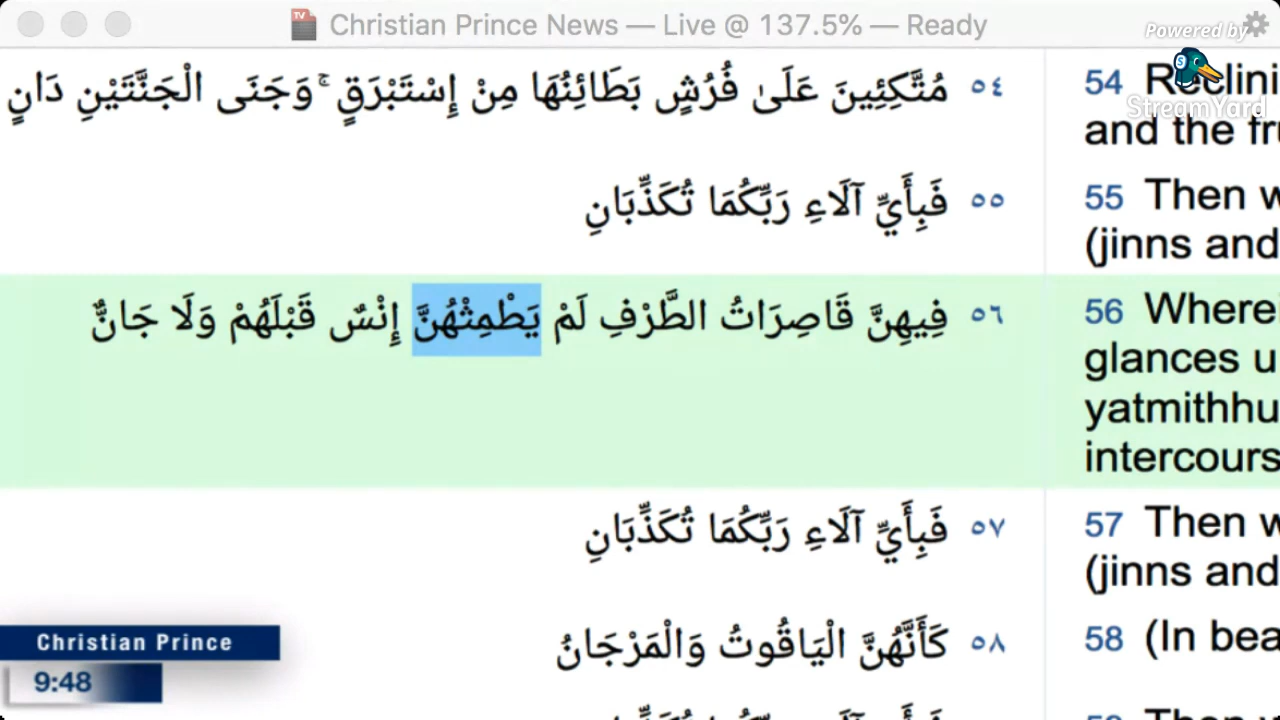 Christian Prince News — Live @ 137.5% — Ready
Powered by
StreamYard
مُتَّكِئِينَ عَلَىٰ فُرُشٍ بَطَائِنُهَا مِنْ إِسْتَبْرَقٍ ۚ وَجَنَى الْجَنَّتَيْنِ دَانٍ ٥٤
54 Reclini
and the fru
فَبِأَيِّ آلَاءِ رَبِّكُمَا تُكَذِّبَانِ ٥٥
55 Then w
(jinns and
فِيهِنَّ قَاصِرَاتُ الطَّرْفِ لَمْ يَطْمِثْهُنَّ إِنْسٌ قَبْلَهُمْ وَلَا جَانٌّ ٥٦
56 Wherei
glances u
yatmithhu
intercours
فَبِأَيِّ آلَاءِ رَبِّكُمَا تُكَذِّبَانِ ٥٧
57 Then w
(jinns and
كَأَنَّهُنَّ الْيَاقُوتُ وَالْمَرْجَانُ ٥٨
58 (In bea
Christian Prince
9:48